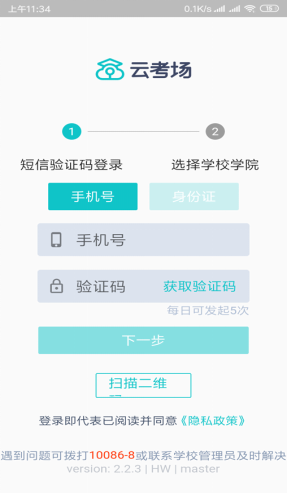 上午11:34 0.1K/s 16
云考场
1 2
短信验证码登录 选择学校学院
手机号 身份证
手机号
验证码 获取验证码
每日可发起5次
下一步
扫描二维
登录即代表已阅读并同意《隐私政策》
遇到问题可拨打10086-8或联系学校管理员及时解决
version: 2.2.3 | HW | master